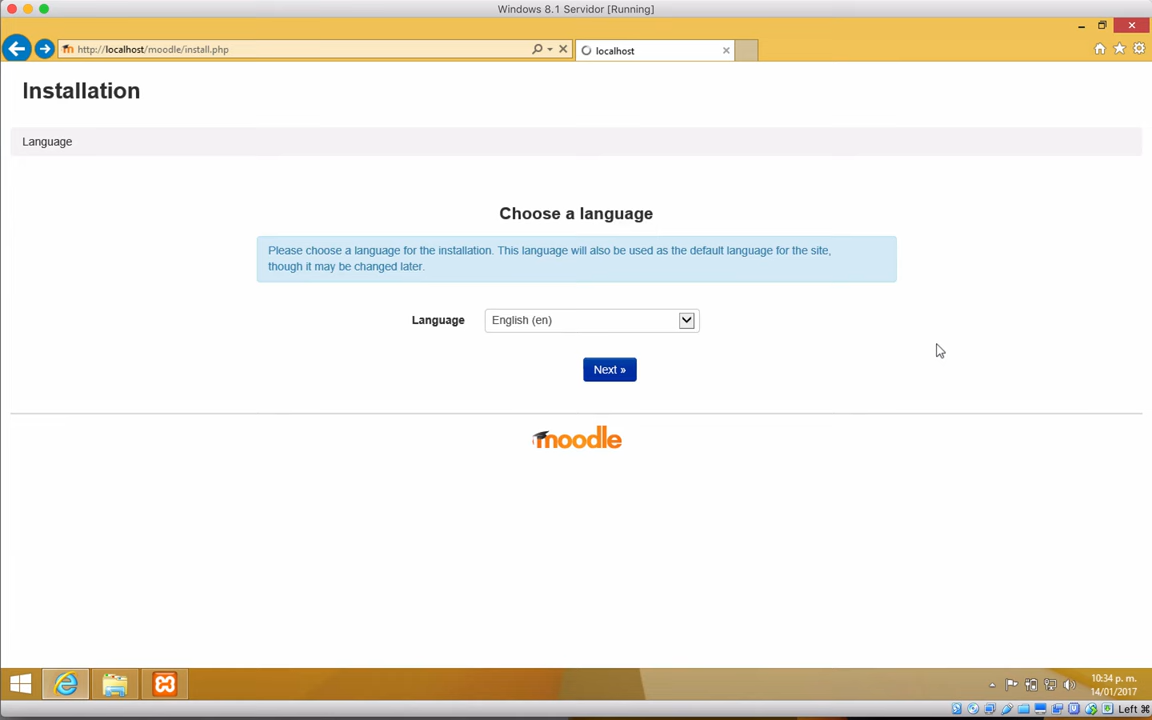 Windows 8.1 Servidor [Running]
http://localhost/moodle/install.php
localhost
Installation
Language
Choose a language
Please choose a language for the installation. This language will also be used as the default language for the site,
though it may be changed later.
Language English (en)
Next »
moodle
10:34 p. m.
14/01/2017
Left ⌘